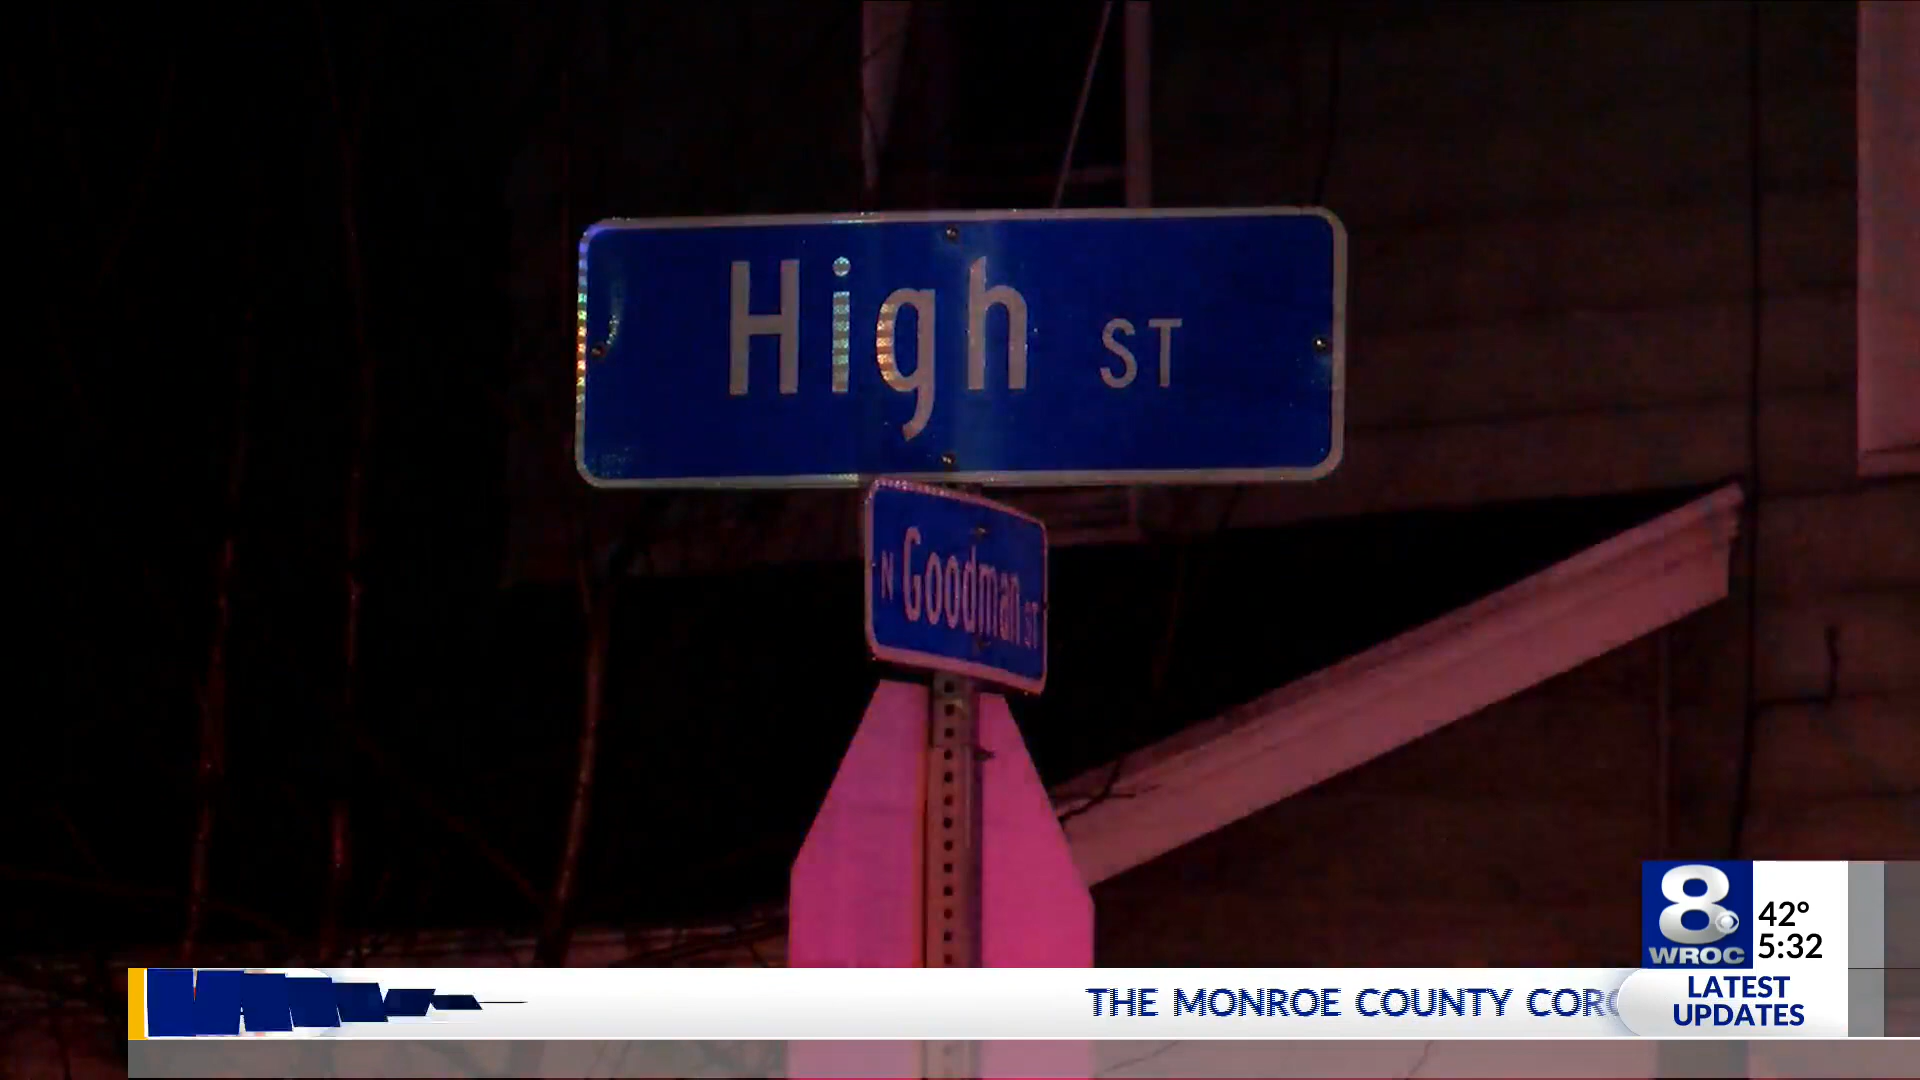 High ST
N Goodman ST
8
WROC
42°
5:32
THE MONROE COUNTY
LATEST
UPDATES